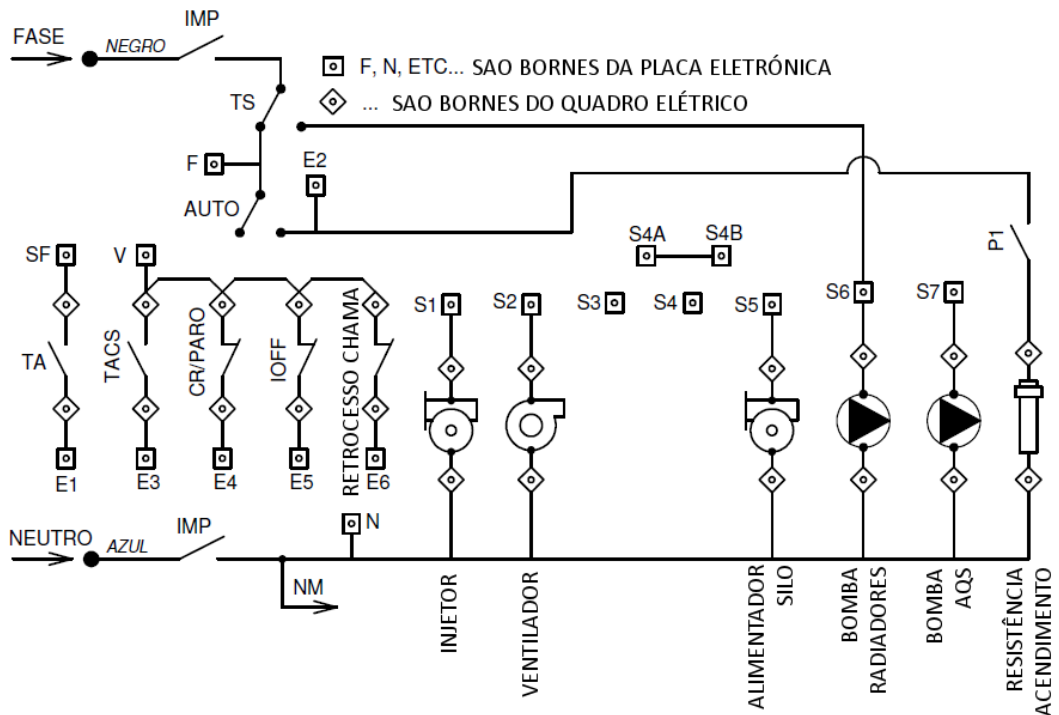 FASE
NEGRO
IMP
F, N, ETC... SAO BORNES DA PLACA ELETRÓNICA
... SAO BORNES DO QUADRO ELÉTRICO
TS
F
E2
AUTO
SF
V
S4A
S4B
P1
S1
S2
S3
S4
S5
S6
S7
TA
TACS
CR/PARO
IOFF
RETROCESSO CHAMA
E1
E3
E4
E5
E6
NEUTRO
AZUL
IMP
N
NM
INJETOR
VENTILADOR
ALIMENTADOR
SILO
BOMBA
RADIADORES
BOMBA
AQS
RESISTÊNCIA
ACENDIMENTO